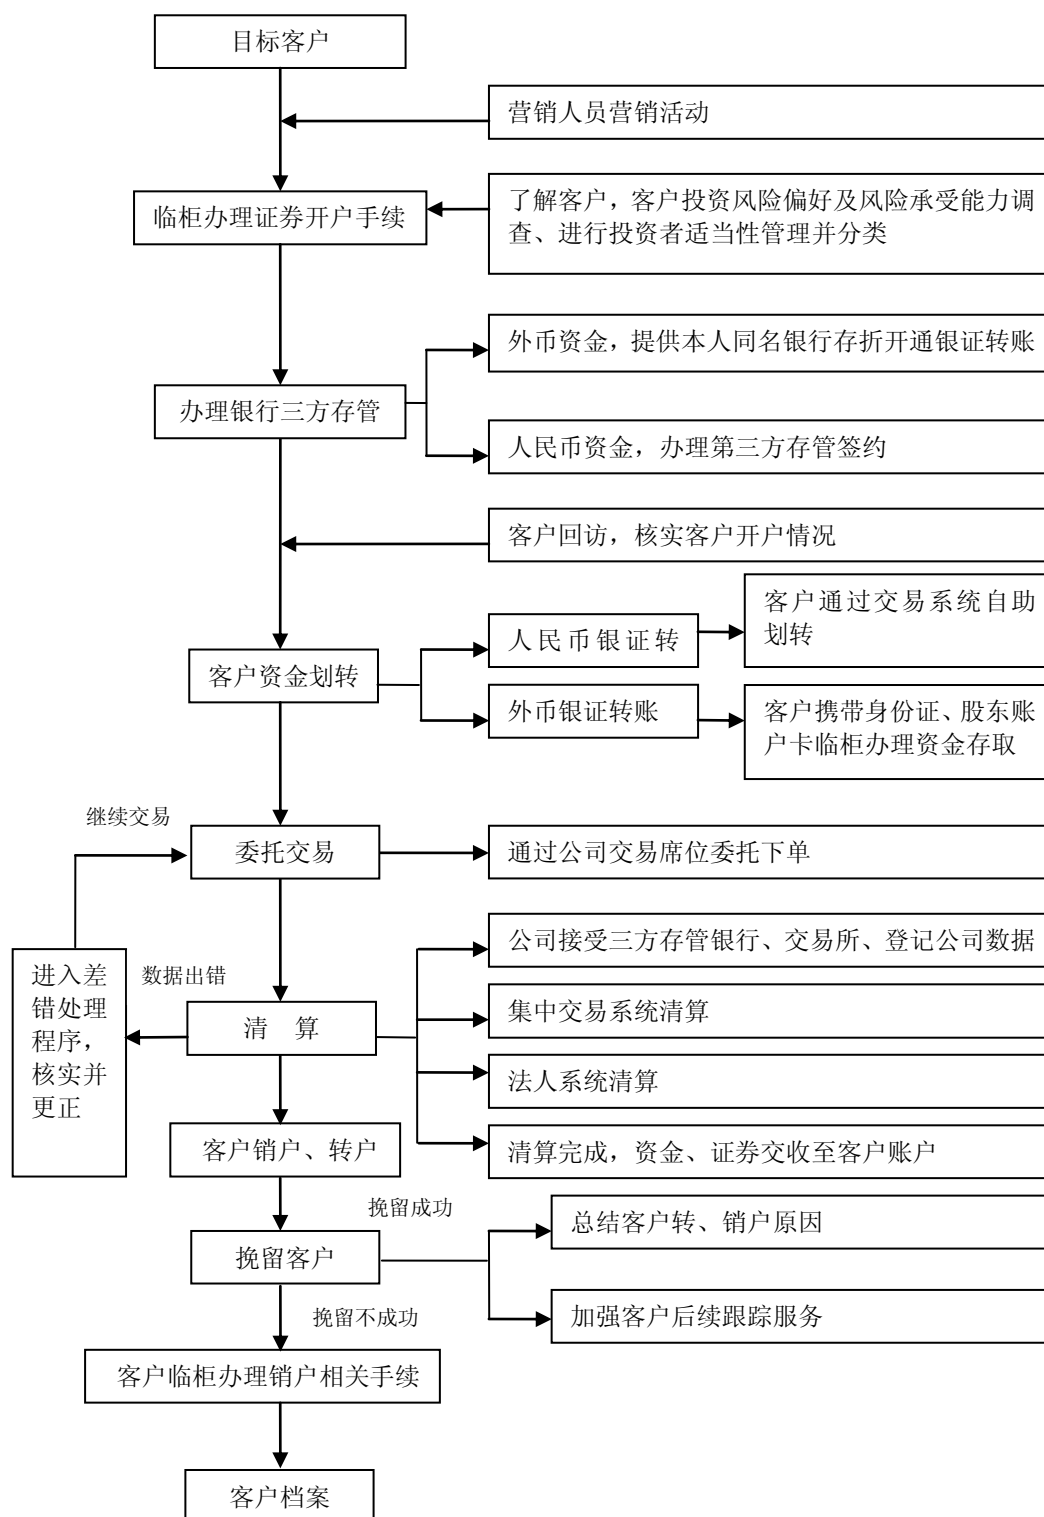 目标客户
营销人员营销活动
临柜办理证券开户手续
了解客户，客户投资风险偏好及风险承受能力调
查、进行投资者适当性管理并分类
外币资金，提供本人同名银行存折开通银证转账
办理银行三方存管
人民币资金，办理第三方存管签约
客户回访，核实客户开户情况
客户资金划转
人民币银证转
客户通过交易系统自助
划转
外币银证转账
客户携带身份证、股东账
户卡临柜办理资金存取
继续交易
委托交易
通过公司交易席位委托下单
进入差
错处理
程序，
核实并
更正
数据出错
清 算
公司接受三方存管银行、交易所、登记公司数据
集中交易系统清算
法人系统清算
清算完成，资金、证券交收至客户账户
客户销户、转户
挽留成功
总结客户转、销户原因
挽留客户
加强客户后续跟踪服务
挽留不成功
客户临柜办理销户相关手续
客户档案